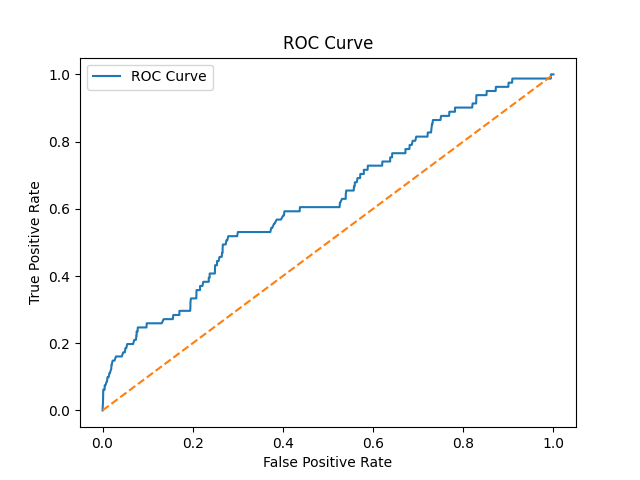 ROC Curve
ROC Curve
True Positive Rate
1.0
0.8
0.6
0.4
0.2
0.0
0.0 0.2 0.4 0.6 0.8 1.0
False Positive Rate